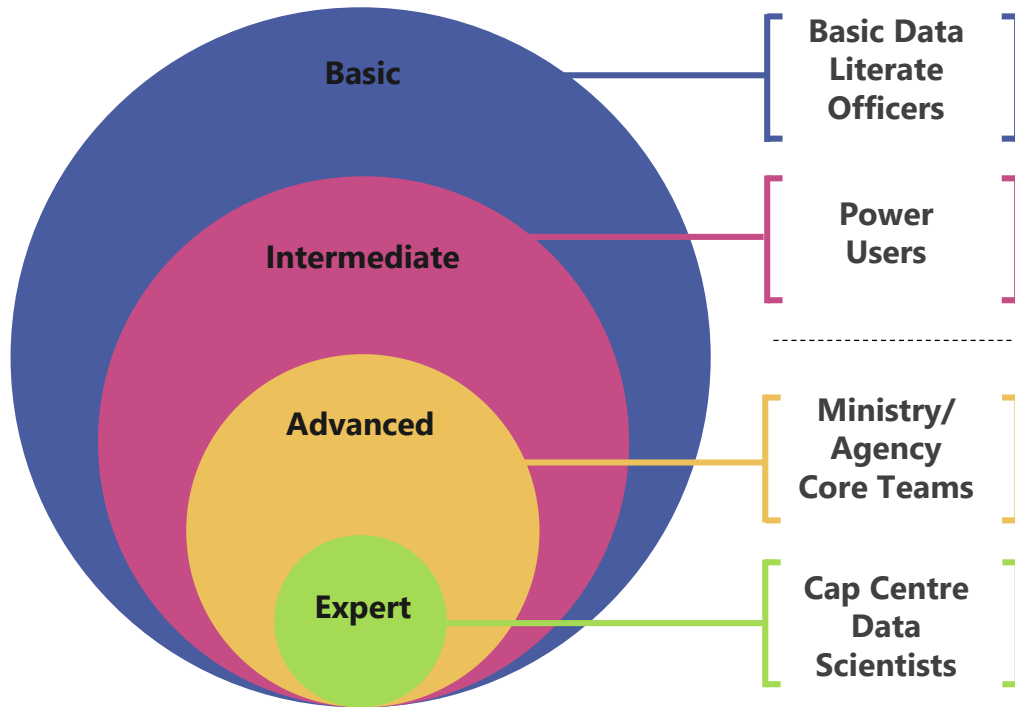 Basic
Basic Data
Literate
Officers
Intermediate
Power
Users
Advanced
Ministry/
Agency
Core Teams
Expert
Cap Centre
Data
Scientists